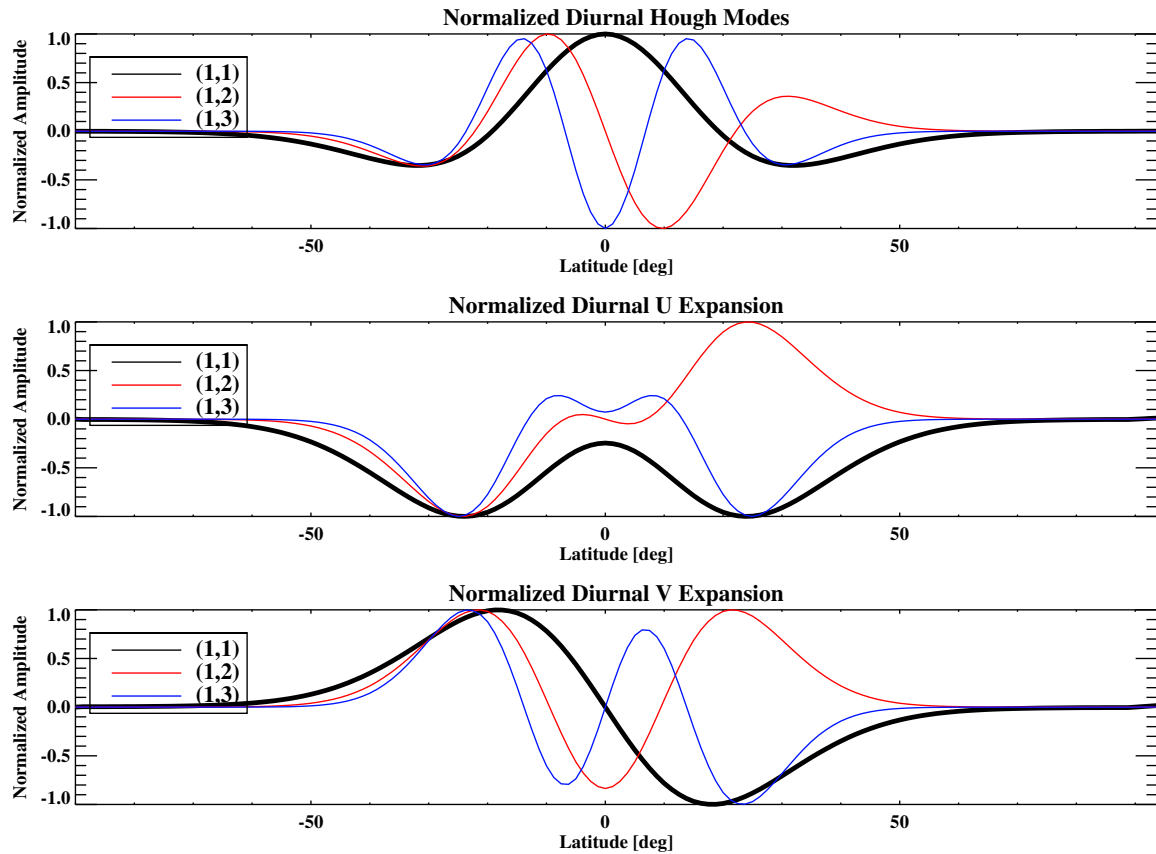 Normalized Diurnal Hough Modes
Normalized Amplitude
1.0
0.5
0.0
-0.5
-1.0
(1,1)
(1,2)
(1,3)
-50 0 50
Latitude [deg]
Normalized Diurnal U Expansion
Normalized Amplitude
1.0
0.5
0.0
-0.5
-1.0
(1,1)
(1,2)
(1,3)
-50 0 50
Latitude [deg]
Normalized Diurnal V Expansion
Normalized Amplitude
1.0
0.5
0.0
-0.5
-1.0
(1,1)
(1,2)
(1,3)
-50 0 50
Latitude [deg]